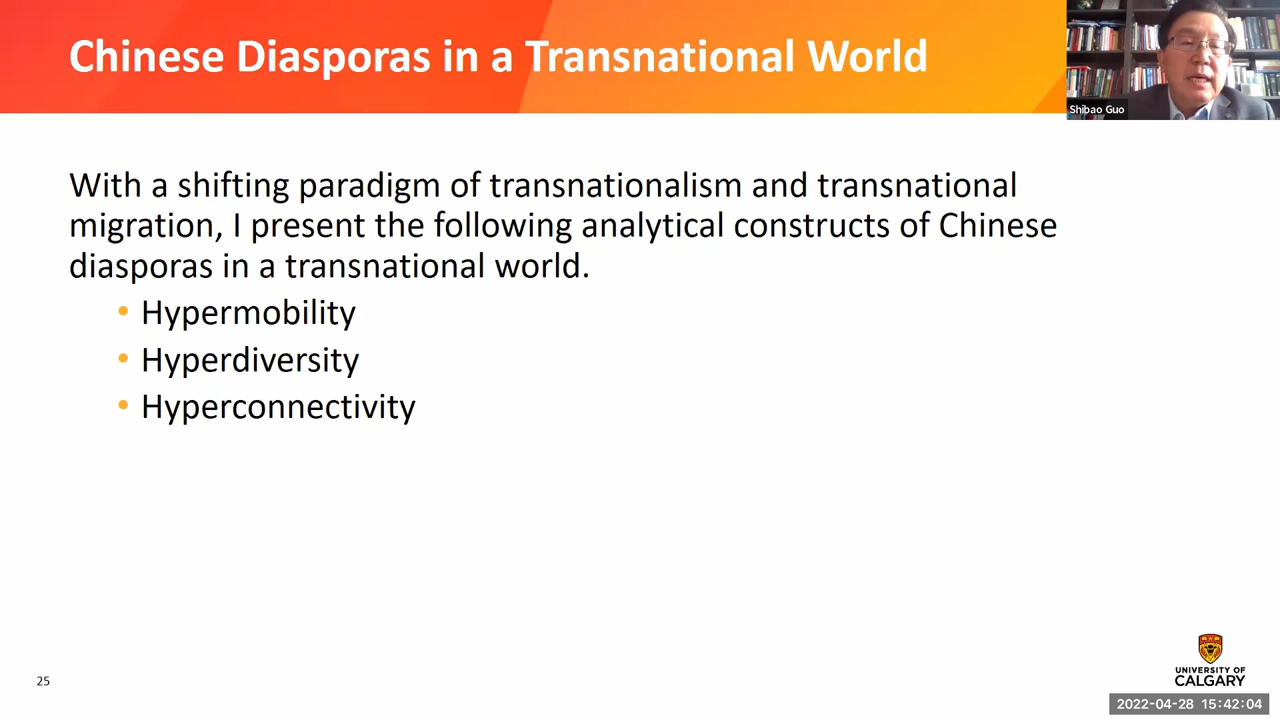 Chinese Diasporas in a Transnational World
Shibao Guo
With a shifting paradigm of transnationalism and transnational
migration, I present the following analytical constructs of Chinese
diasporas in a transnational world.
• Hypermobility
• Hyperdiversity
• Hyperconnectivity
25
UNIVERSITY OF
CALGARY
2022-04-28 15:42:04